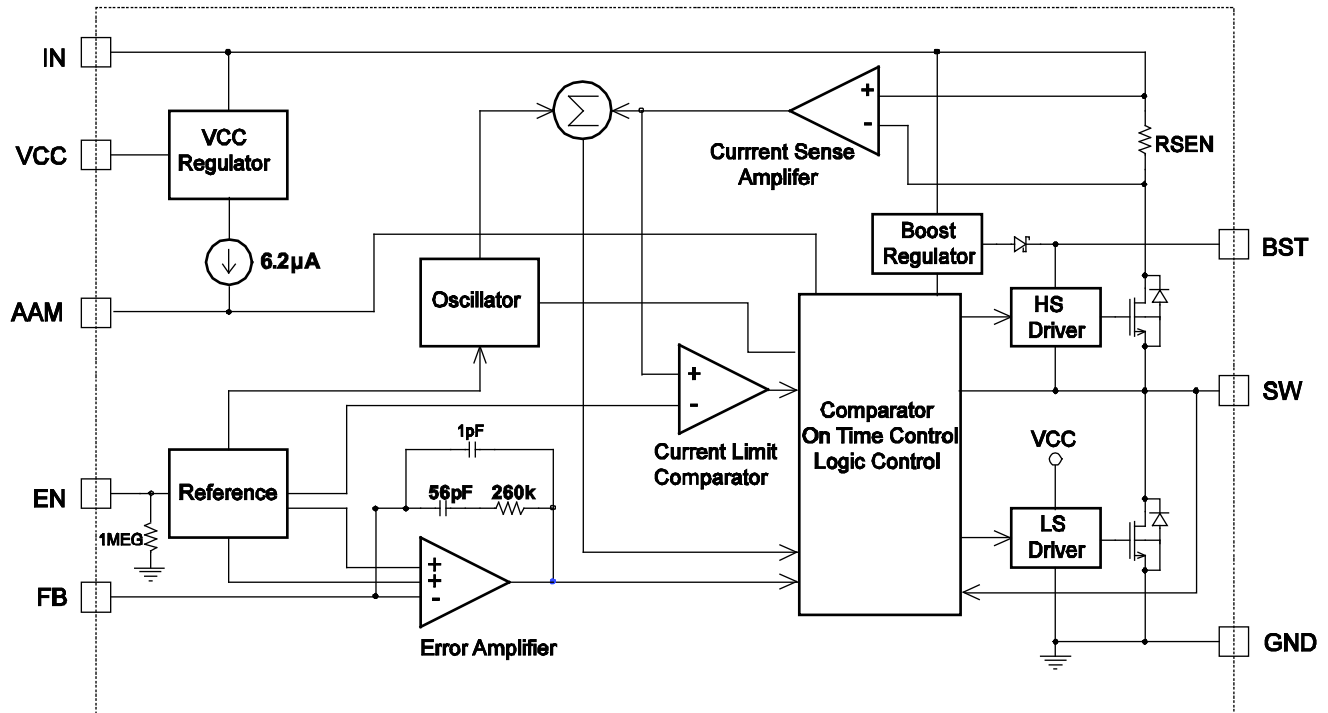 IN
VCC
Regulator
VCC
6.2µA
AAM
Oscillator
Σ
+
-
Currrent Sense
Amplifer
RSEN
Boost
Regulator
BST
HS
Driver
SW
+
-
Current Limit
Comparator
Comparator
On Time Control
Logic Control
VCC
LS
Driver
GND
EN
1MEG
Reference
1pF
56pF
260k
FB
+
+
-
Error Amplifier